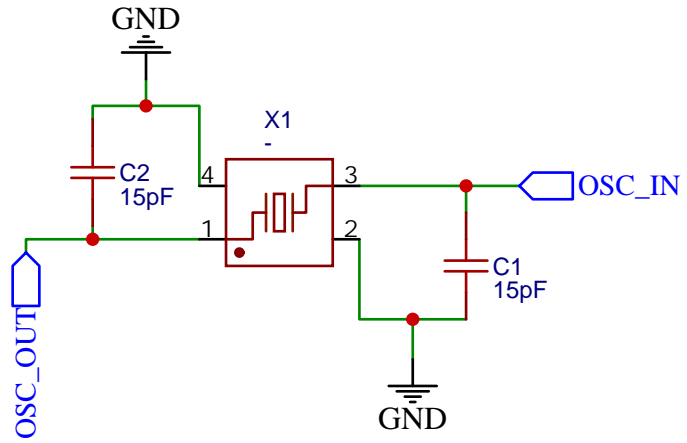 GND
X1
-
C2
15pF
4
3
OSC_IN
1
2
C1
15pF
OSC_OUT
GND